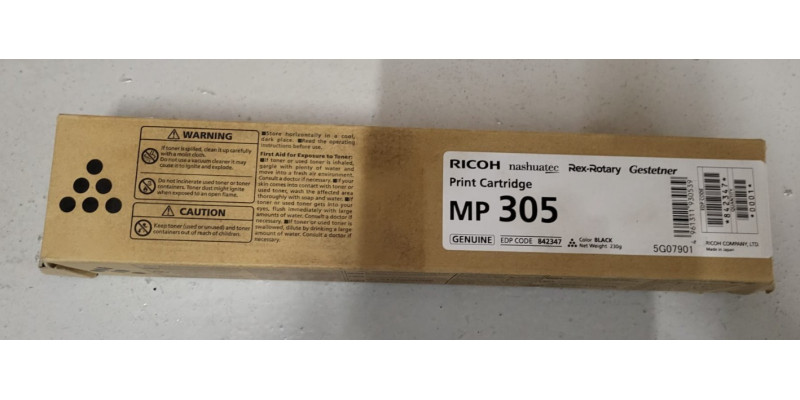 WARNING
If toner is spilled, clean it up carefully
with a moist cloth.
Do not use a vacuum cleaner it may
cause it to ignite and explode.
Do not incinerate used toner or toner
containers. Toner dust might ignite
when exposed to an open flame.
CAUTION
Keep toner (used or unused) and toner
containers out of reach of children.
■Store horizontally in a cool,
dark place. ■Read the operating
instructions before use.
First Aid for Exposure to Toner:
■If toner or used toner is inhaled,
gargle with plenty of water and
move into a fresh air environment.
Consult a doctor if necessary. ■If your
skin comes into contact with toner or
used toner, wash the affected area
thoroughly with soap and water. ■If
toner or used toner gets into your
eyes, flush immediately with large
amounts of water. Consult a doctor if
necessary. ■If toner or used toner is
swallowed, dilute by drinking a large
amount of water. Consult a doctor if
necessary.
RICOH nashuatec Rex-Rotary Gestetner
Print Cartridge
MP 305
GENUINE EDP CODE 842347 Color BLACK
Net Weight. 230g
4961311930539
5G07901
*842347*
*0001*
RICOH COMPANY, LTD.
Made in Japan